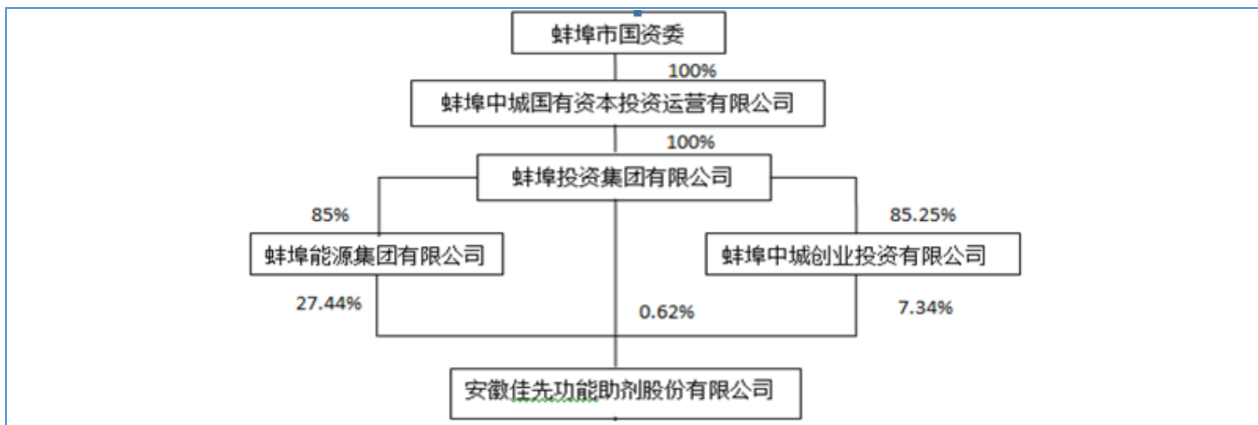 蚌埠市国资委
100%
蚌埠中城国有资本投资运营有限公司
100%
蚌埠投资集团有限公司
85%
85.25%
蚌埠能源集团有限公司
蚌埠中城创业投资有限公司
27.44%
0.62%
7.34%
安徽佳先功能助剂股份有限公司